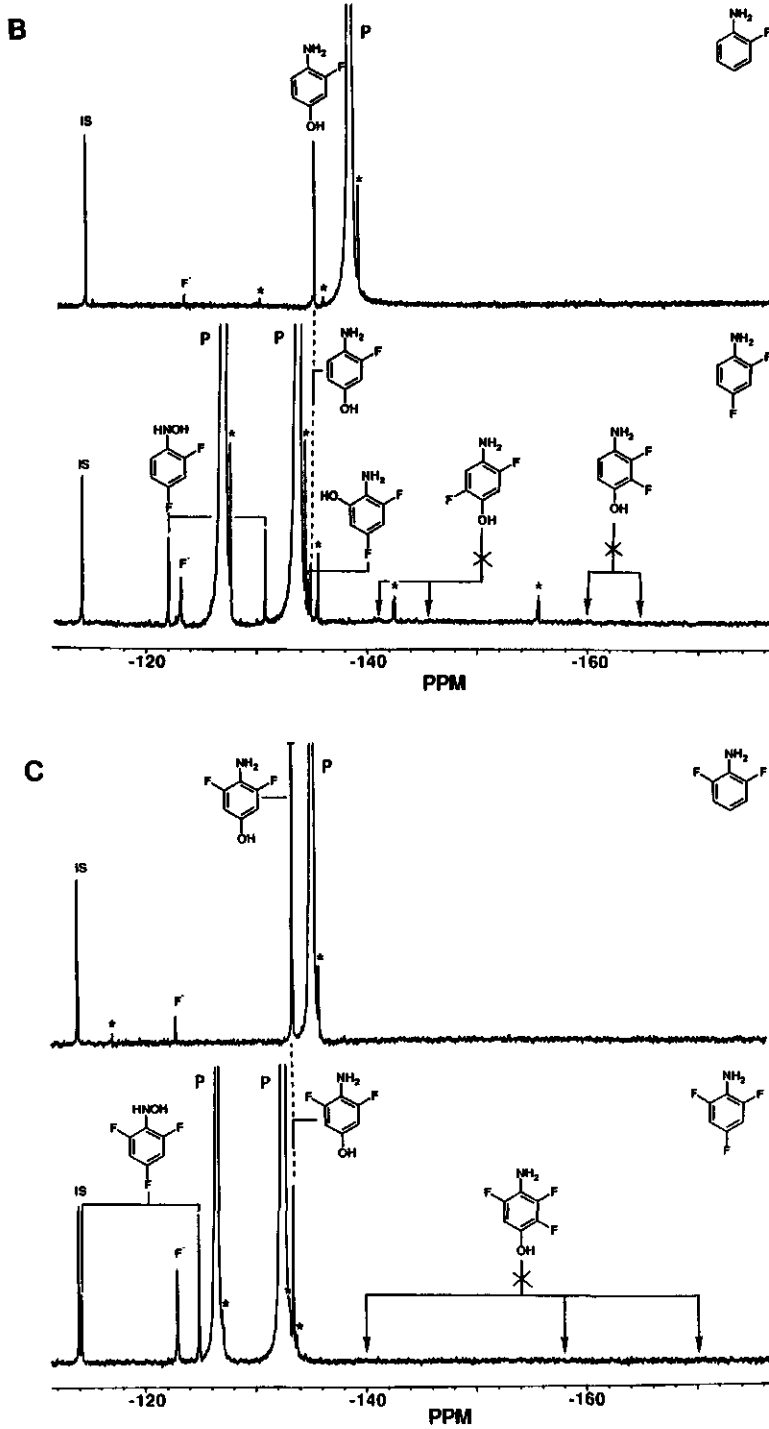 B
P
NH₂
F
OH
NH₂
F
IS
*
F⁻
*
*
P
P
NH₂
F
OH
NH₂
F
F
HNOH
F
F
*
*
NH₂
HO
F
F
NH₂
F
F
OH
NH₂
F
F
OH
IS
F⁻
*
*
*
-120
-140
-160
PPM
C
NH₂
F
F
OH
P
NH₂
F
F
IS
*
F⁻
*
P
P
NH₂
F
F
OH
NH₂
F
F
F
HNOH
F
F
F
NH₂
F
F
F
OH
IS
F⁻
*
*
*
-120
-140
-160
PPM